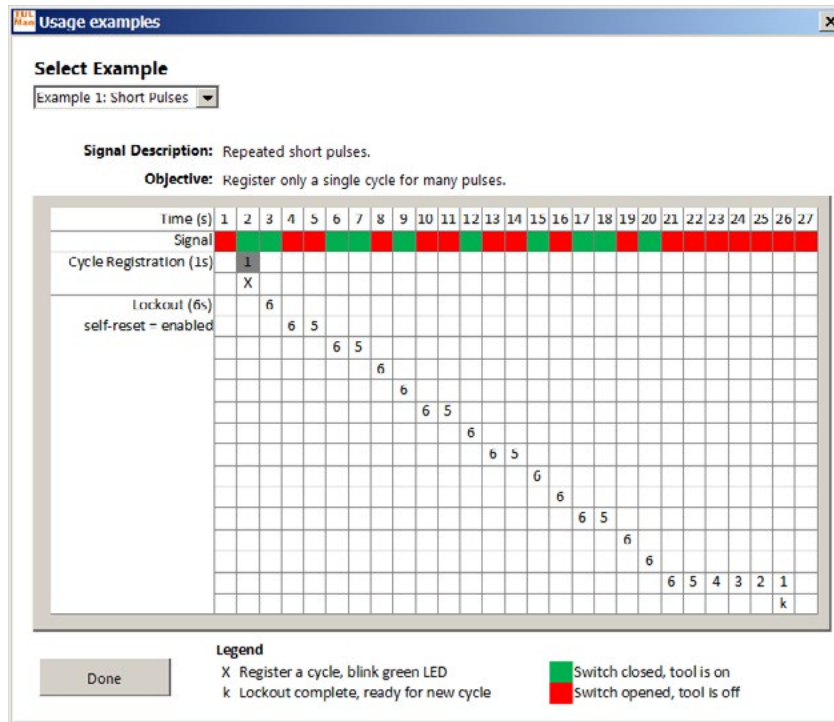 TUL Man Usage examples X
Select Example
Example 1: Short Pulses
Signal Description: Repeated short pulses.
Objective: Register only a single cycle for many pulses.
Time (s) 1 2 3 4 5 6 7 8 9 10 11 12 13 14 15 16 17 18 19 20 21 22 23 24 25 26 27
Signal
Cycle Registration (1s) 1
X
Lockout (6s) 6
self-reset = enabled 6 5
6 5
6
6
6 5
6
6 5
6
6
6 5
6
6
6 5 4 3 2 1
k
Legend
Done
X Register a cycle, blink green LED Switch closed, tool is on
k Lockout complete, ready for new cycle Switch opened, tool is off